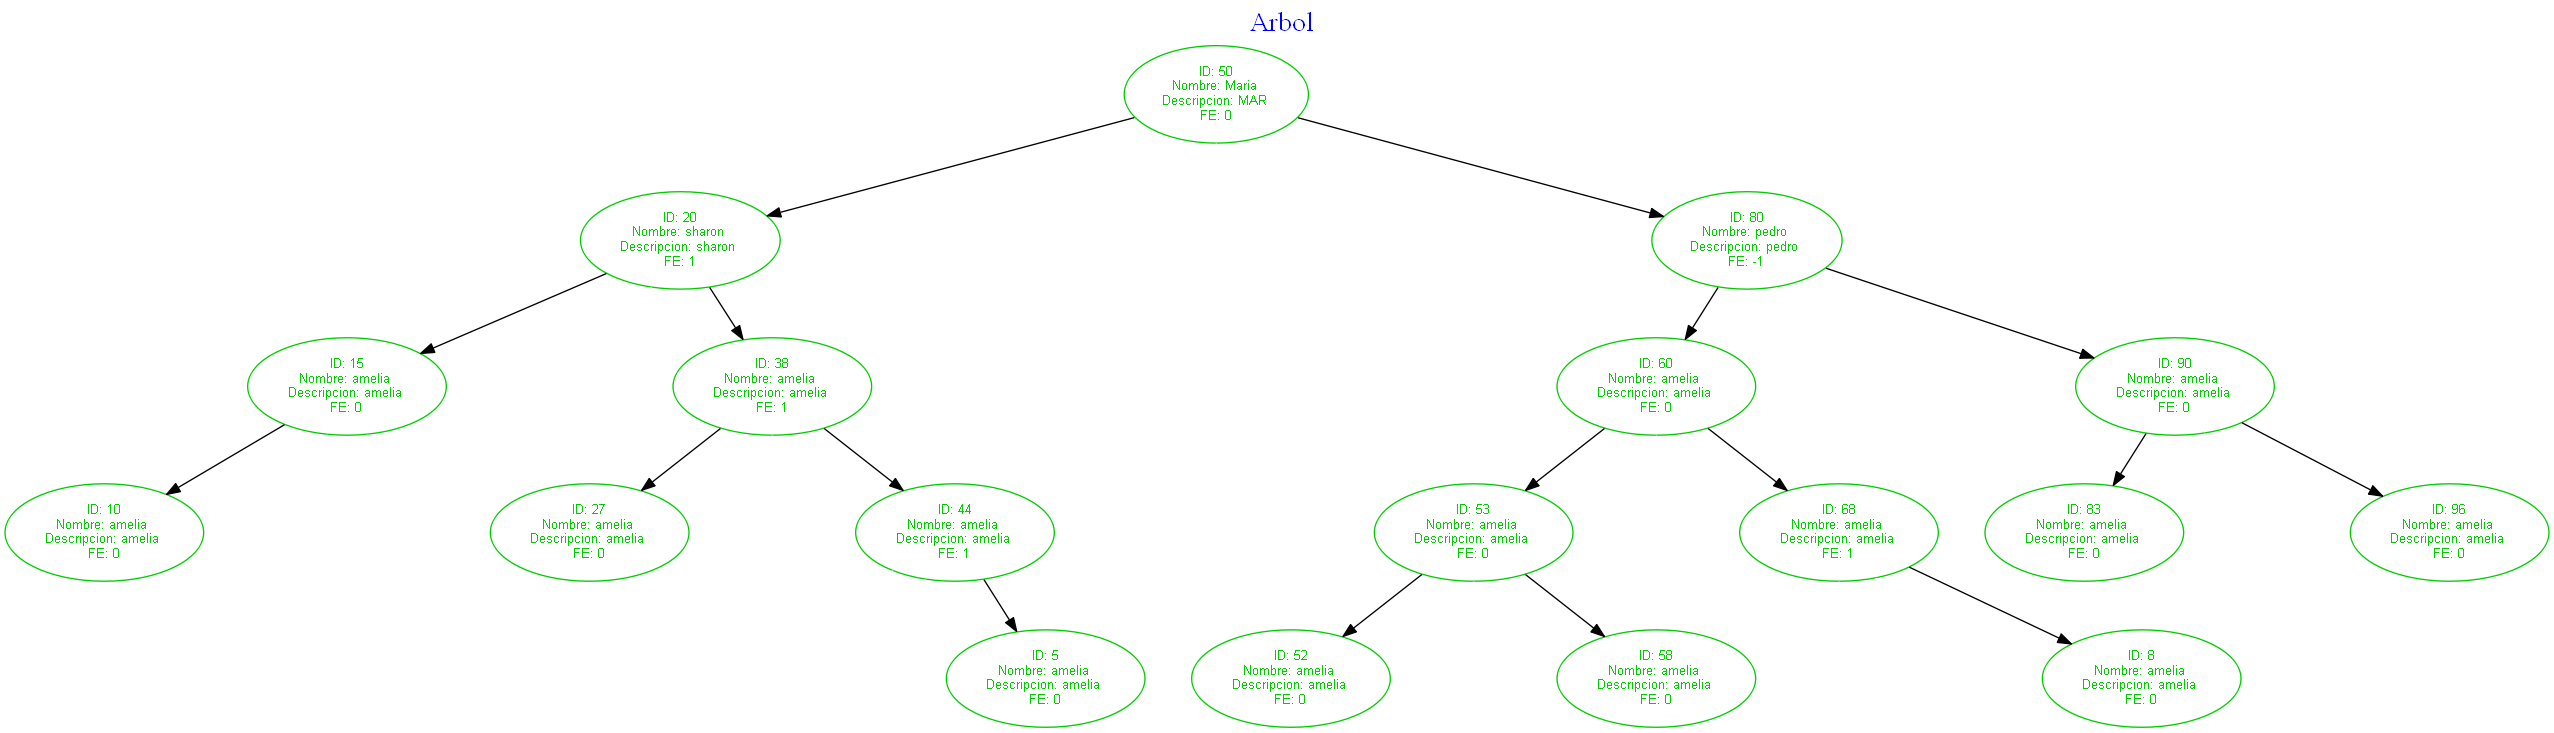 Arbol
ID: 50
Nombre: Maria
Descripcion: MAR
FE: 0
ID: 20
Nombre: sharon
Descripcion: sharon
FE: 1
ID: 80
Nombre: pedro
Descripcion: pedro
FE: -1
ID: 15
Nombre: amelia
Descripcion: amelia
FE: 0
ID: 38
Nombre: amelia
Descripcion: amelia
FE: 1
ID: 60
Nombre: amelia
Descripcion: amelia
FE: 0
ID: 90
Nombre: amelia
Descripcion: amelia
FE: 0
ID: 10
Nombre: amelia
Descripcion: amelia
FE: 0
ID: 27
Nombre: amelia
Descripcion: amelia
FE: 0
ID: 44
Nombre: amelia
Descripcion: amelia
FE: 1
ID: 53
Nombre: amelia
Descripcion: amelia
FE: 0
ID: 68
Nombre: amelia
Descripcion: amelia
FE: 1
ID: 83
Nombre: amelia
Descripcion: amelia
FE: 0
ID: 96
Nombre: amelia
Descripcion: amelia
FE: 0
ID: 5
Nombre: amelia
Descripcion: amelia
FE: 0
ID: 52
Nombre: amelia
Descripcion: amelia
FE: 0
ID: 58
Nombre: amelia
Descripcion: amelia
FE: 0
ID: 8
Nombre: amelia
Descripcion: amelia
FE: 0